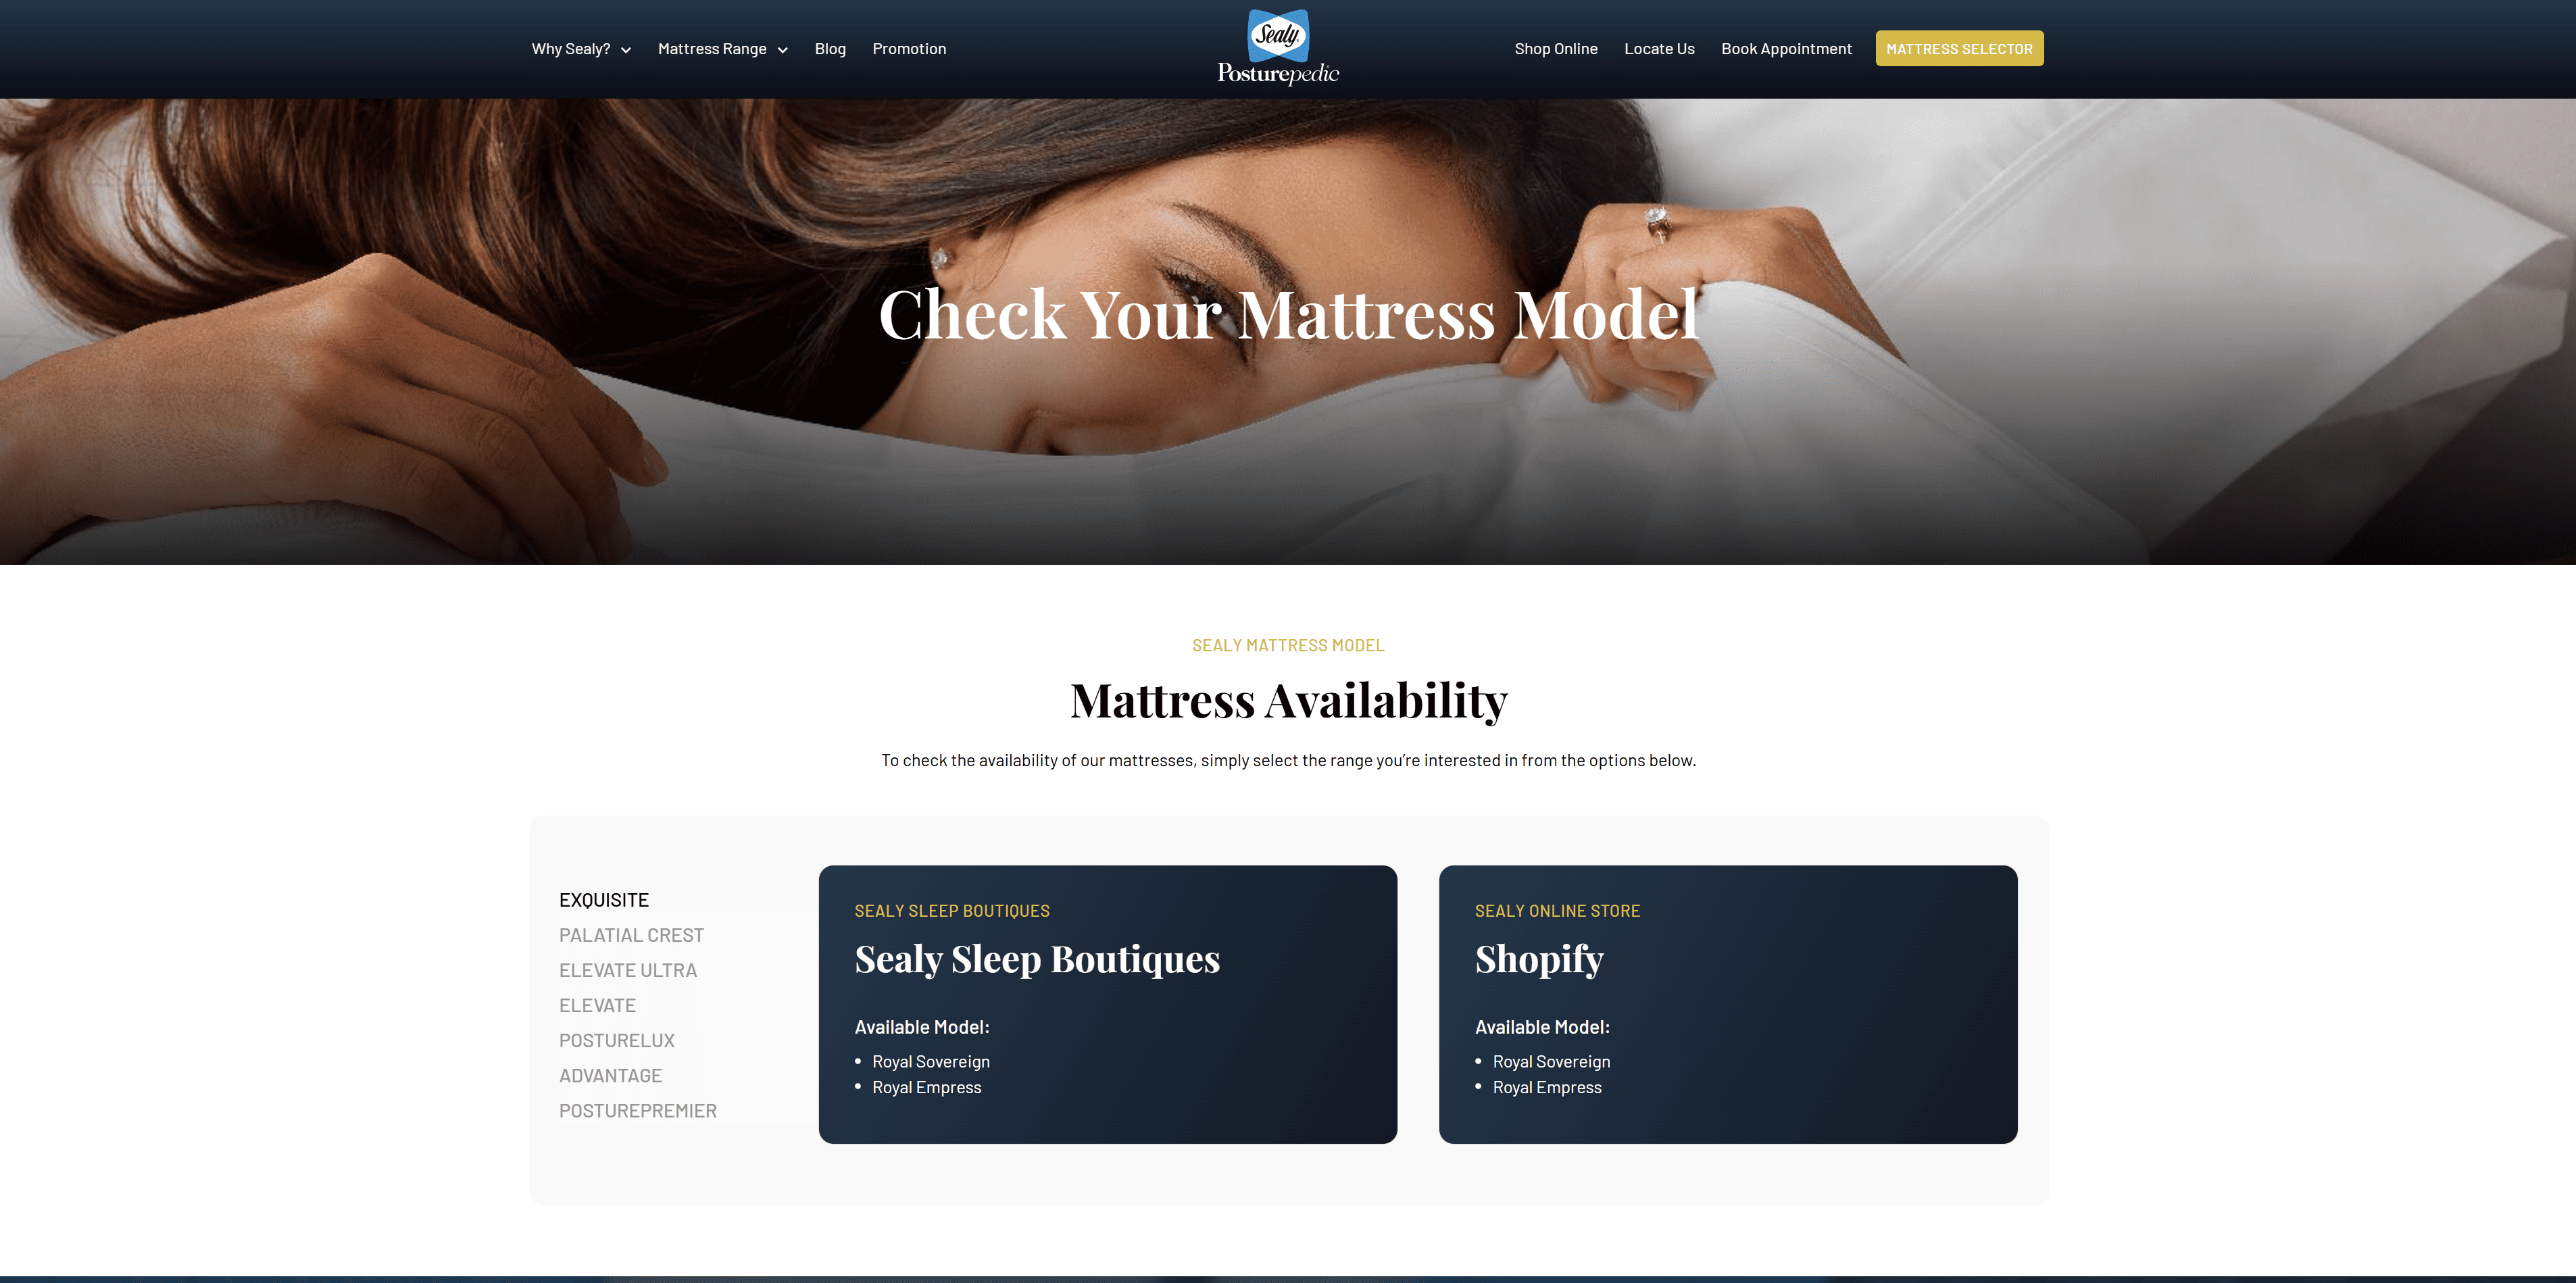 Why Sealy?
Mattress Range
Blog
Promotion
Sealy
Posturepedic
Shop Online
Locate Us
Book Appointment
MATTRESS SELECTOR
Check Your Mattress Model
SEALY MATTRESS MODEL
Mattress Availability
To check the availability of our mattresses, simply select the range you’re interested in from the options below.
EXQUISITE
PALATIAL CREST
ELEVATE ULTRA
ELEVATE
POSTURELUX
ADVANTAGE
POSTUREPREMIER
SEALY SLEEP BOUTIQUES
Sealy Sleep Boutiques
Available Model:
• Royal Sovereign
• Royal Empress
SEALY ONLINE STORE
Shopify
Available Model:
• Royal Sovereign
• Royal Empress